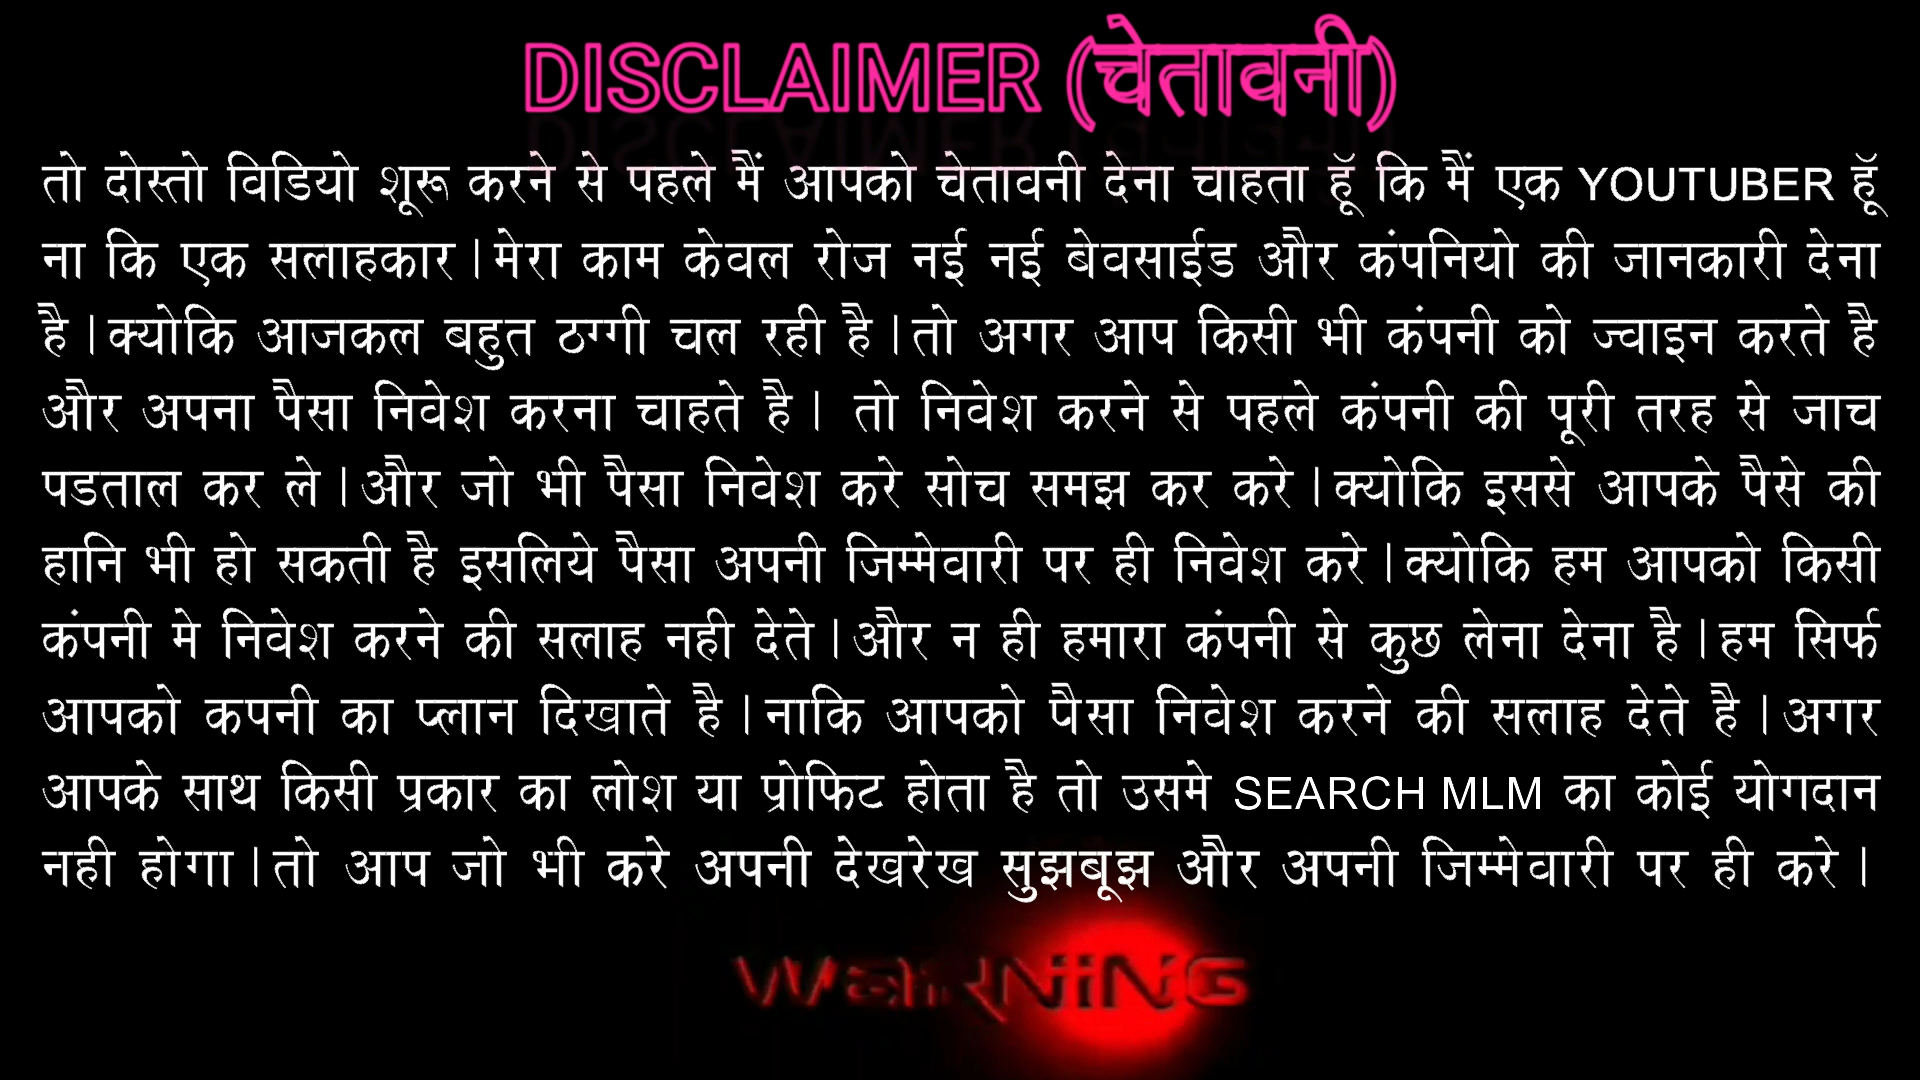 DISCLAIMER (चेतावनी)
तो दोस्तो विडियो शूरू करने से पहले मैं आपको चेतावनी देना चाहता हूॅ कि मैं एक YOUTUBER हूॅ
ना कि एक सलाहकार।मेरा काम केवल रोज नई नई बेवसाईड और कंपनियो की जानकारी देना
है।क्योकि आजकल बहुत ठग्गी चल रही है।तो अगर आप किसी भी कंपनी को ज्वाइन करते है
और अपना पैसा निवेश करना चाहते है। तो निवेश करने से पहले कंपनी की पूरी तरह से जाच
पडताल कर ले।और जो भी पैसा निवेश करे सोच समझ कर करे।क्योकि इससे आपके पैसे की
हानि भी हो सकती है इसलिये पैसा अपनी जिम्मेवारी पर ही निवेश करे।क्योकि हम आपको किसी
कंपनी मे निवेश करने की सलाह नही देते।और न ही हमारा कंपनी से कुछ लेना देना है।हम सिर्फ
आपको कपनी का प्लान दिखाते है।नाकि आपको पैसा निवेश करने की सलाह देते है।अगर
आपके साथ किसी प्रकार का लोश या प्रोफिट होता है तो उसमे SEARCH MLM का कोई योगदान
नही होगा।तो आप जो भी करे अपनी देखरेख सुझबूझ और अपनी जिम्मेवारी पर ही करे।
WARNiNG